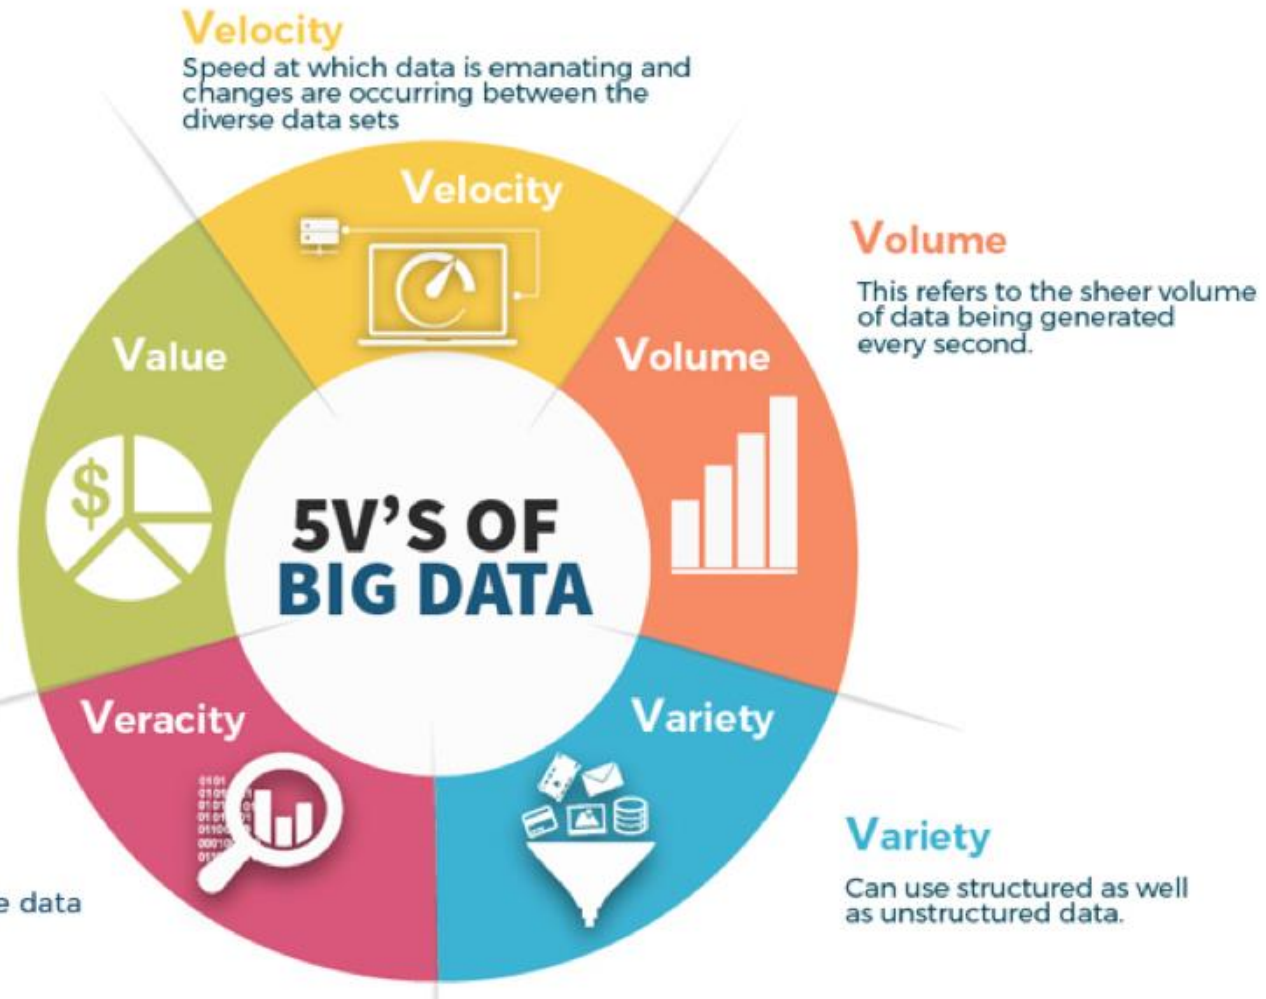 Velocity
Speed at which data is emanating and
changes are occurring between the
diverse data sets
Velocity
Volume
This refers to the sheer volume
of data being generated
every second.
Value
Volume
$
5V’S OF
BIG DATA
Veracity
Variety
0101
Variety
Can use structured as well
as unstructured data.
data